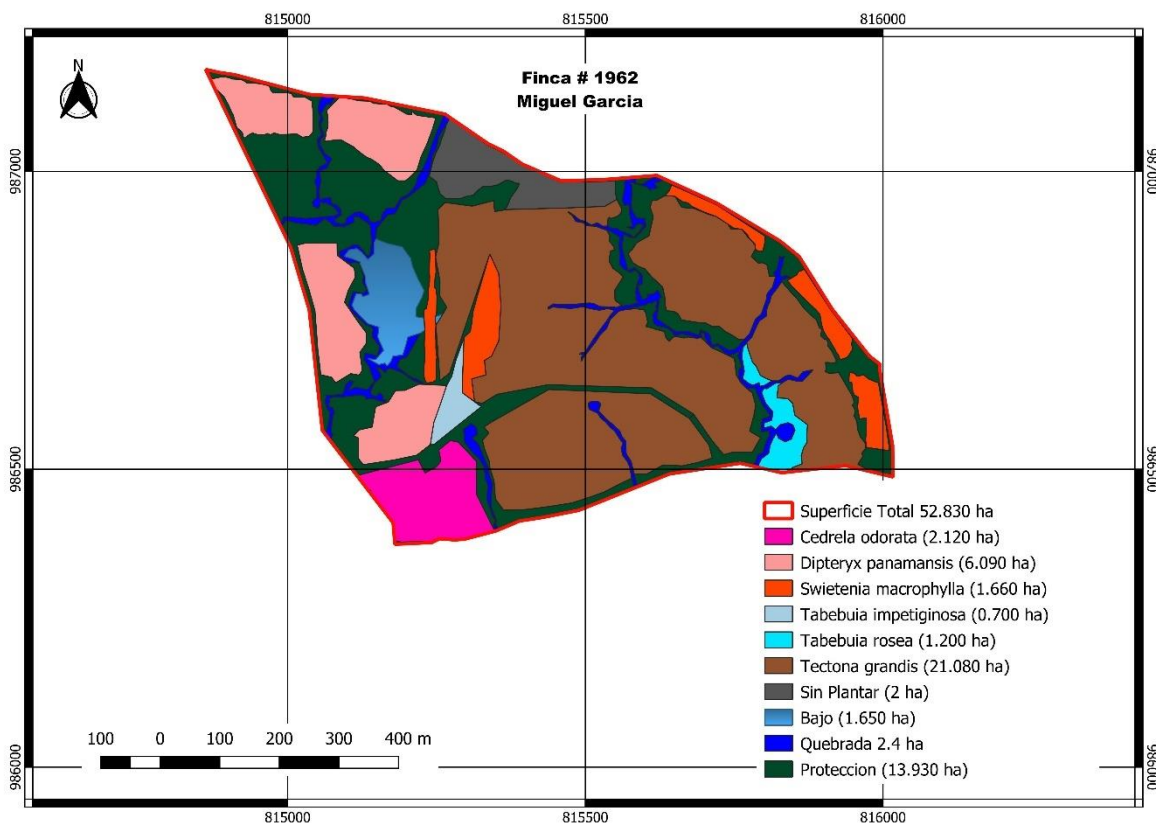 815000 815500 816000
N
Finca # 1962
Miguel Garcia
987000 987000
986500 986500
Superficie Total 52.830 ha
Cedrela odorata (2.120 ha)
Dipteryx panamansis (6.090 ha)
Swietenia macrophylla (1.660 ha)
Tabebuia impetiginosa (0.700 ha)
Tabebuia rosea (1.200 ha)
Tectona grandis (21.080 ha)
Sin Plantar (2 ha)
Bajo (1.650 ha)
Quebrada 2.4 ha
Proteccion (13.930 ha)
100 0 100 200 300 400 m
986000 986000
815000 815500 816000